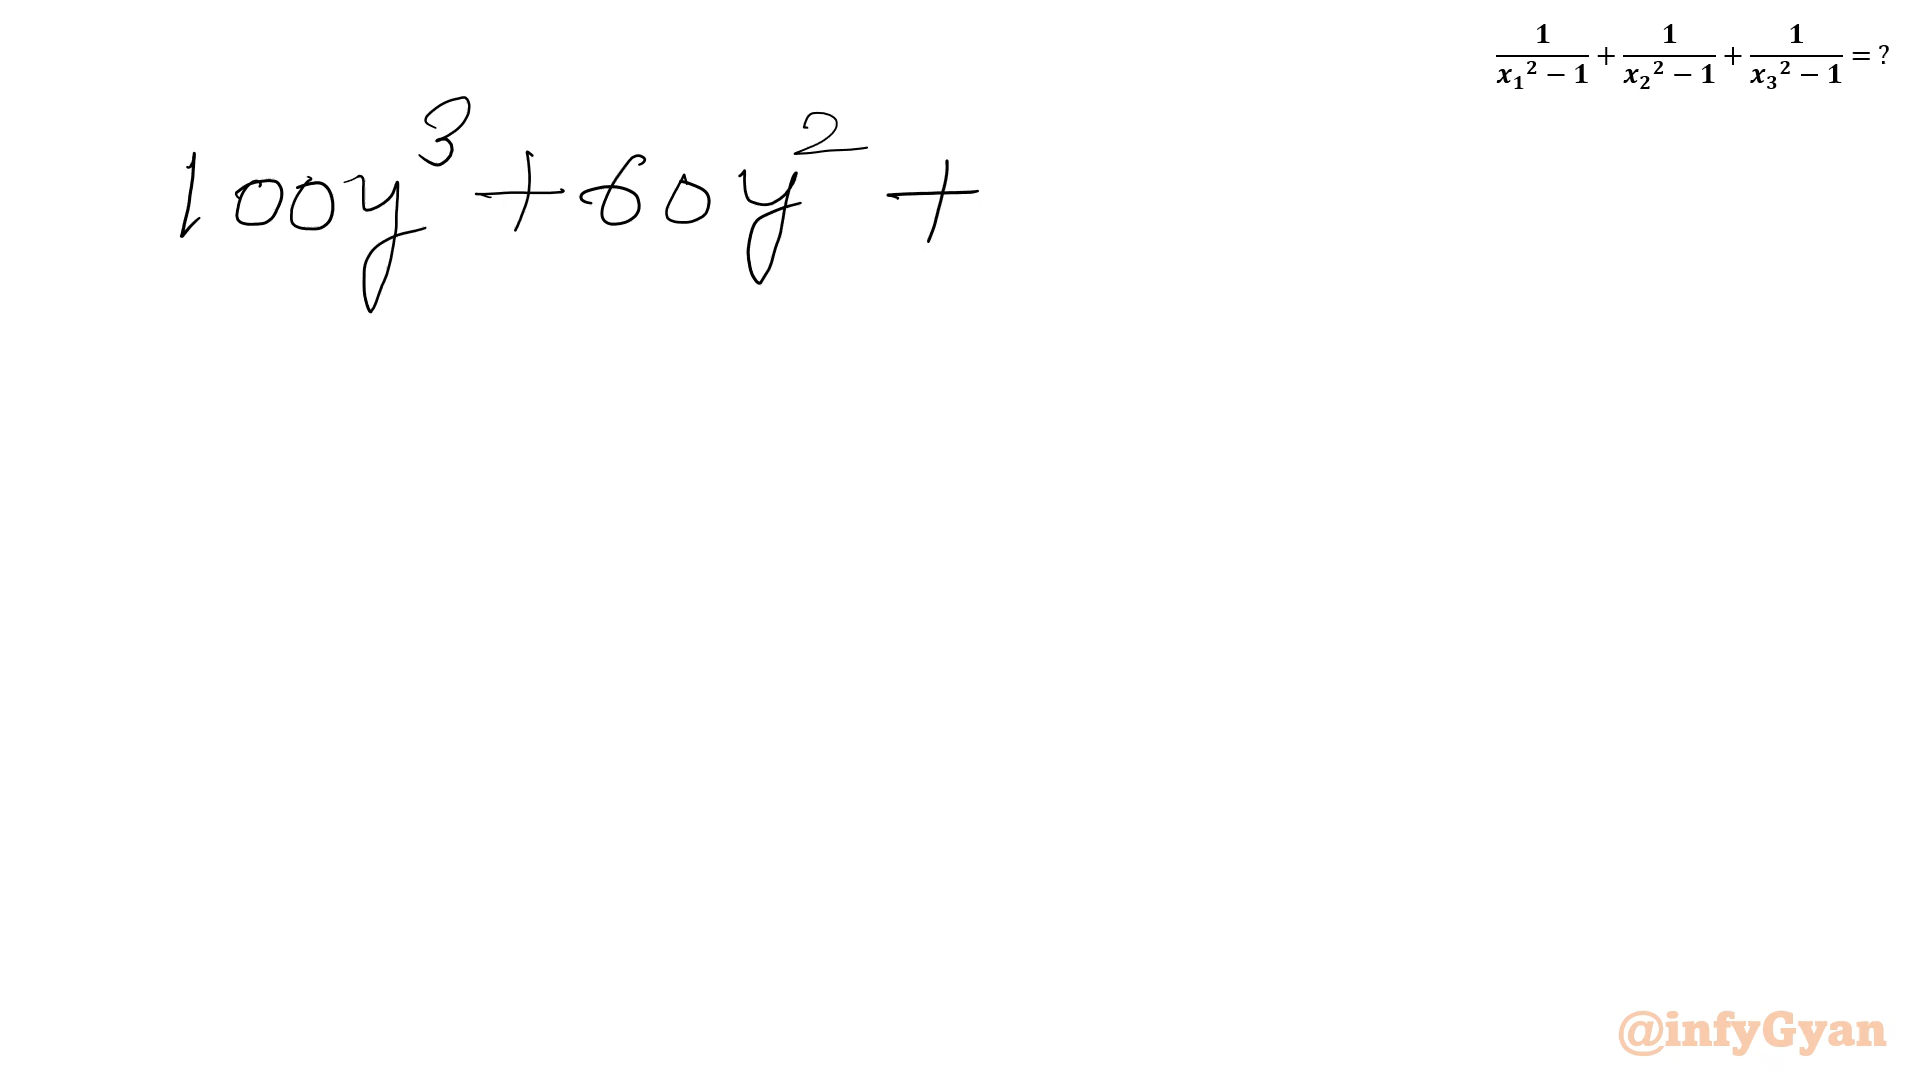 1/(x₁² − 1) + 1/(x₂² − 1) + 1/(x₃² − 1) = ?
100y³ + 60y² +
@infyGyan